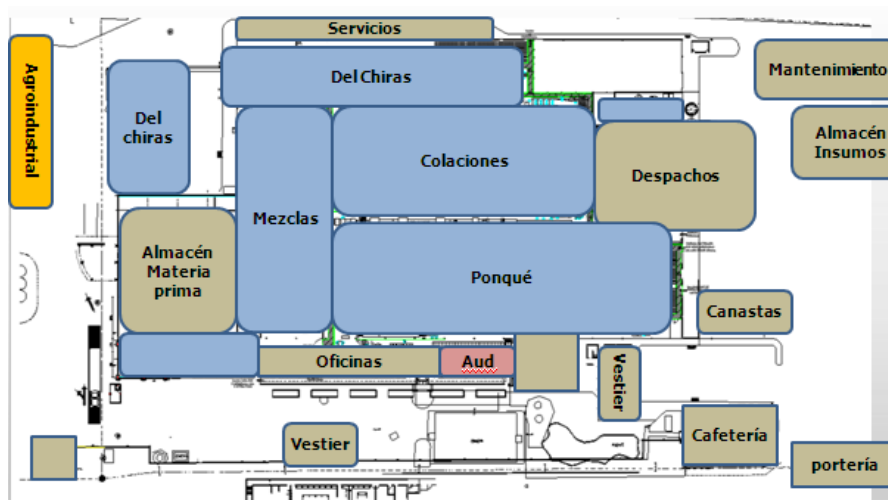 Servicios
Agroindustrial
Del Chiras
Mantenimiento
Del
chiras
Almacén
Insumos
Colaciones
Despachos
Mezclas
Almacén
Materia
prima
Ponqué
Canastas
Oficinas
Aud
Vestier
Vestier
Cafetería
portería